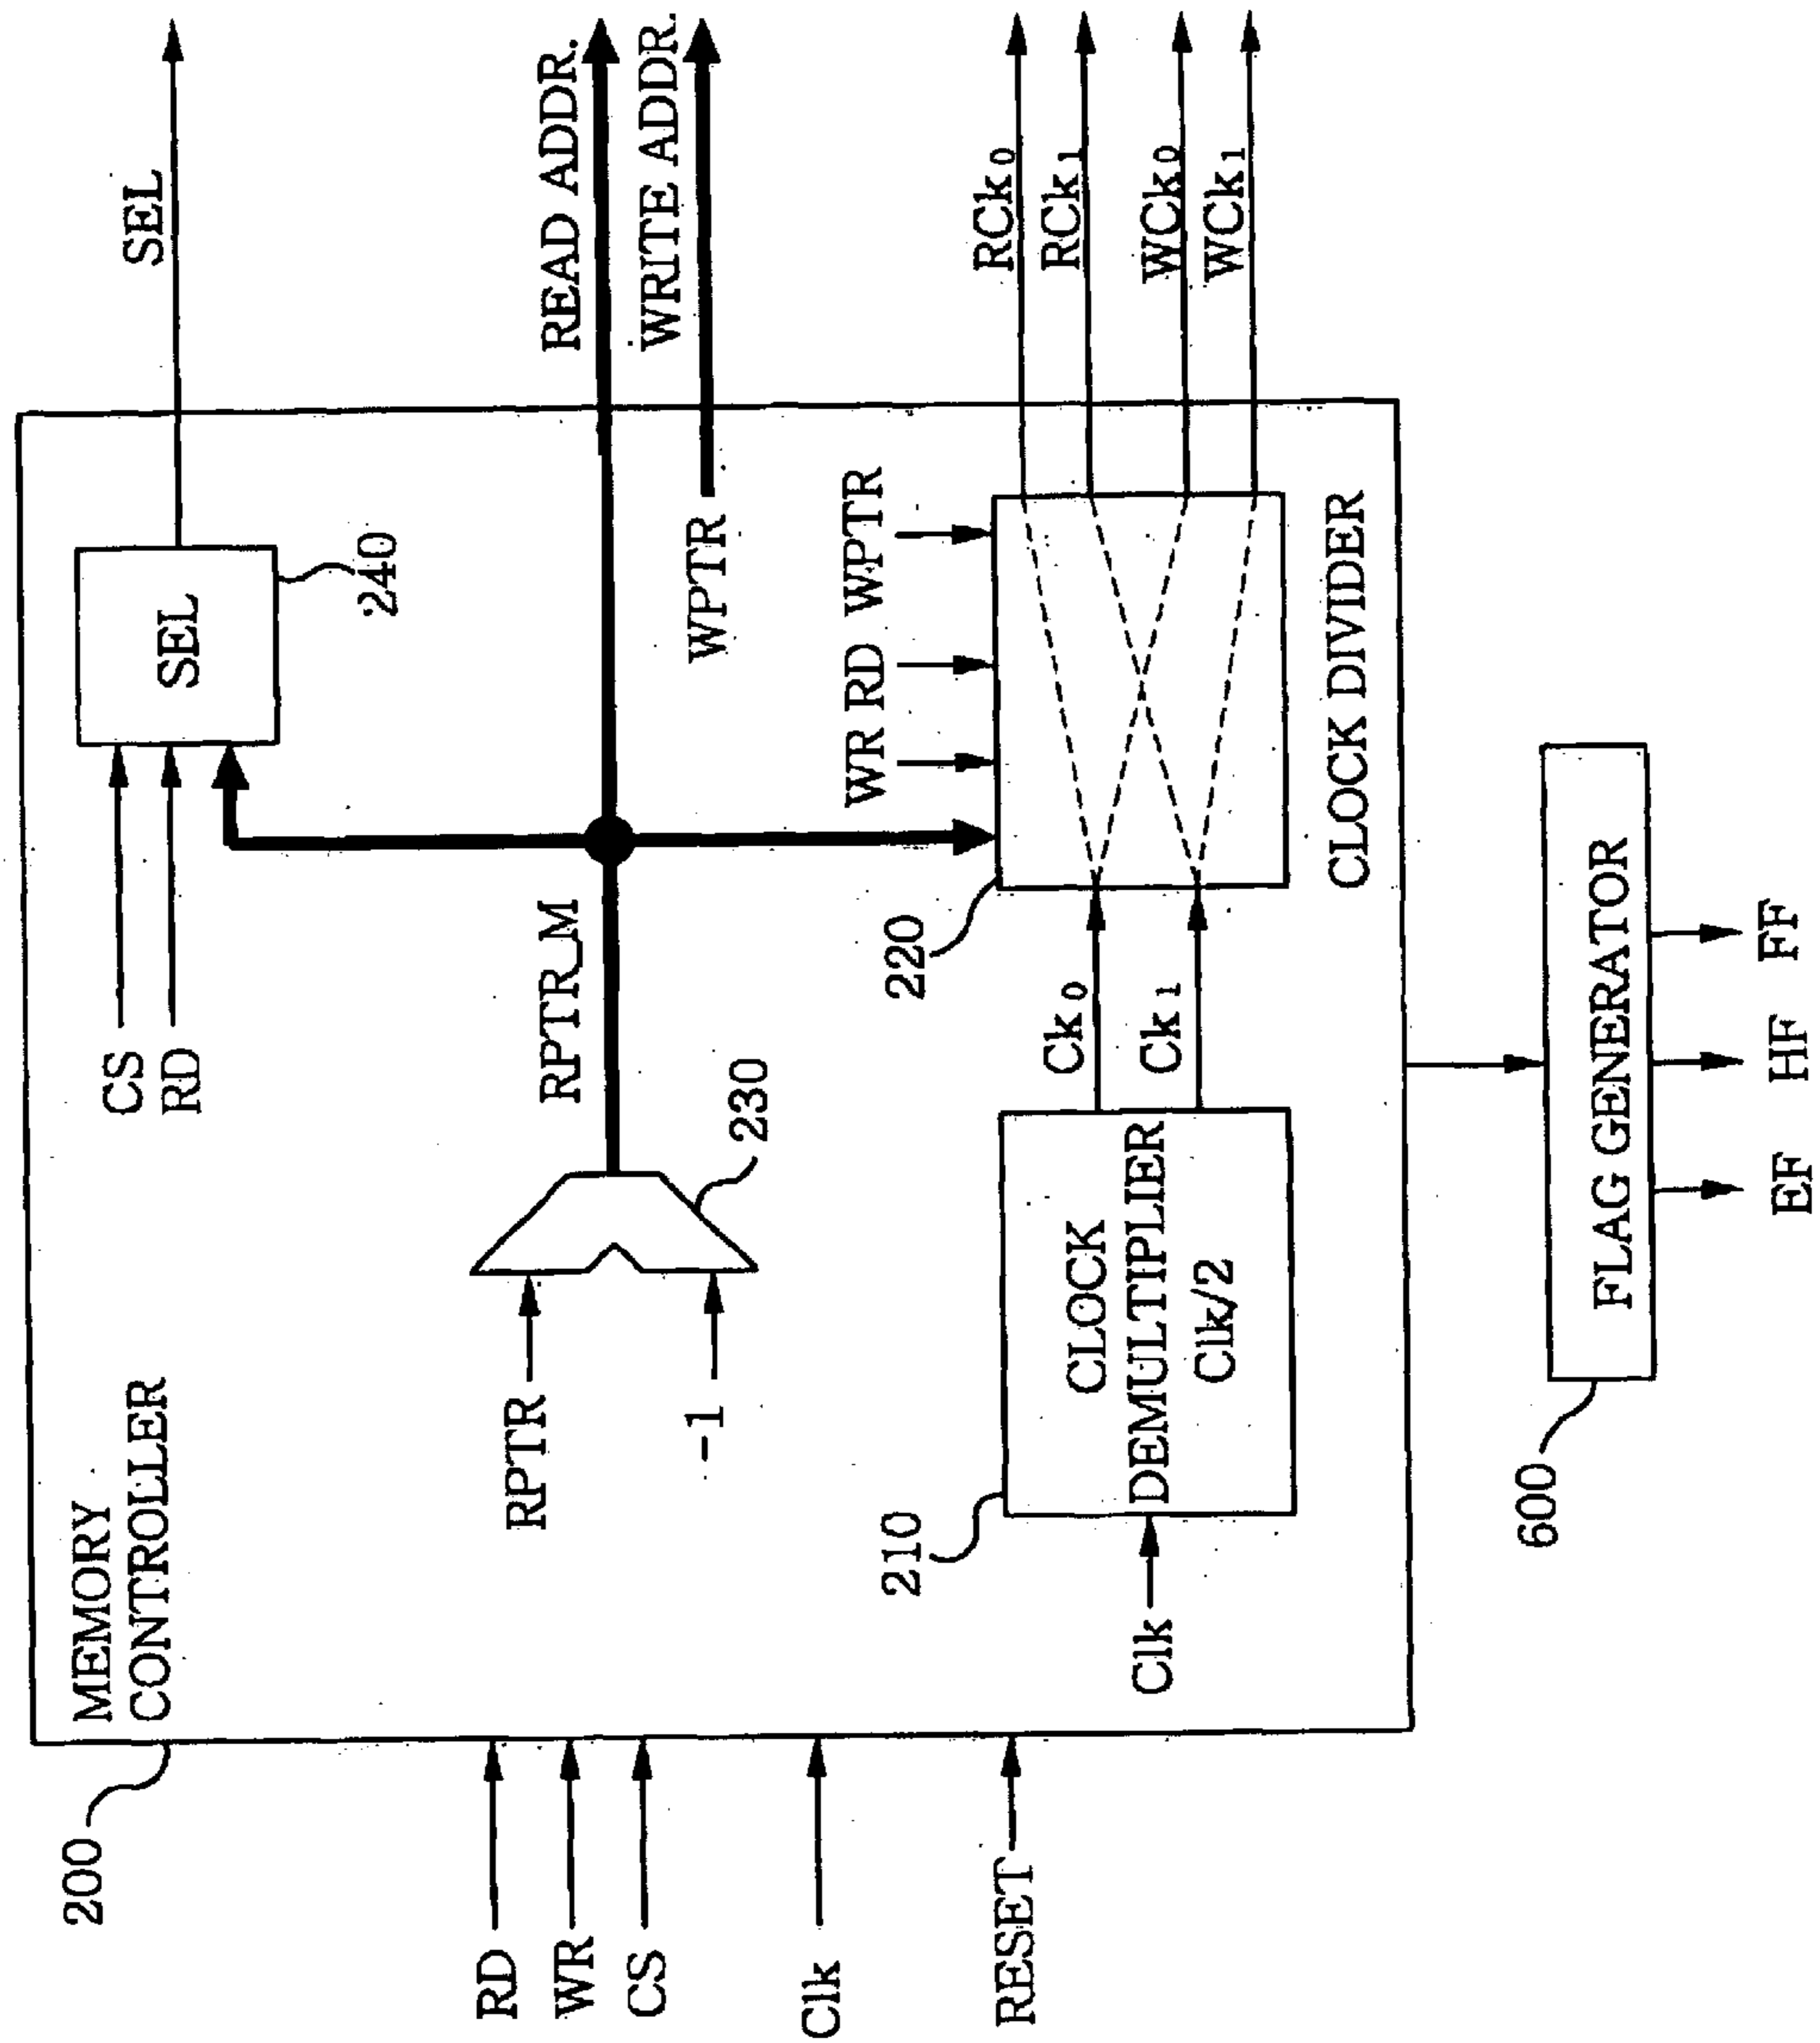 200
MEMORY
CONTROLLER
RD
WR
CS
Clk
RESET
CS
RD
SEL
240
SEL
RPTR
-1
230
RPTR_M
READ ADDR.
WRITE ADDR.
WPTR
210
Clk
CLOCK
DEMULTIPLIER
Clk/2
Ck0
Ck1
220
WR RD WPTR
CLOCK DIVIDER
RCk0
RCk1
WCk0
WCk1
600
FLAG GENERATOR
EF HF FF